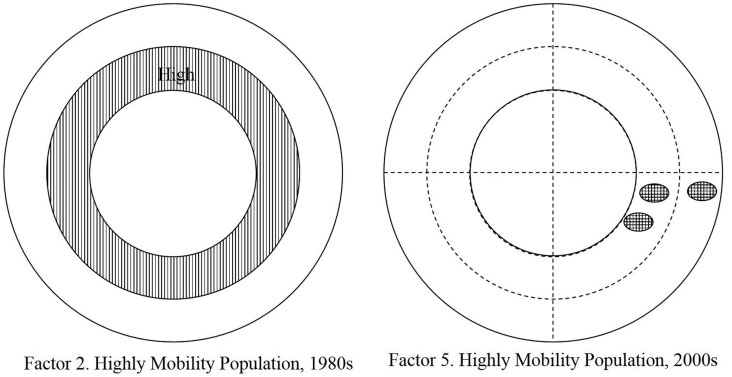 High
Factor 2. Highly Mobility Population, 1980s
Factor 5. Highly Mobility Population, 2000s